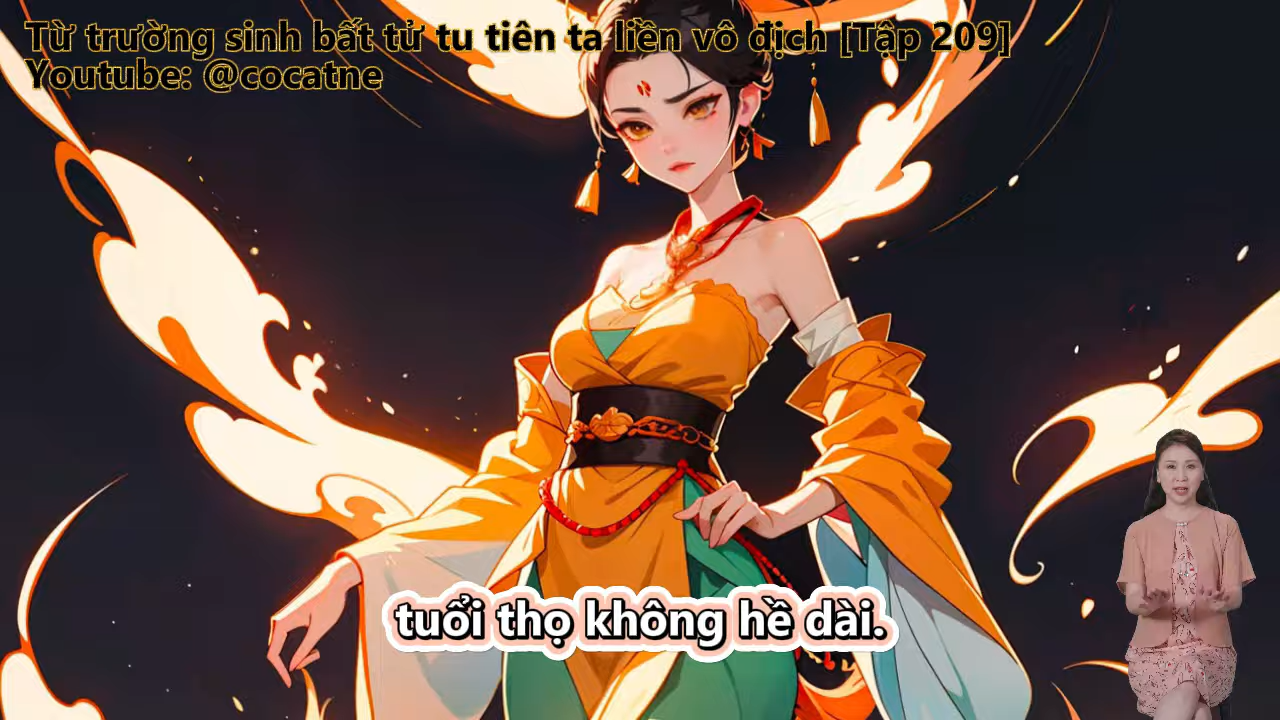 Từ trường sinh bất tử tu tiên ta liền vô địch [Tập 209]
Youtube: @cocatne
tuổi thọ không hề dài.